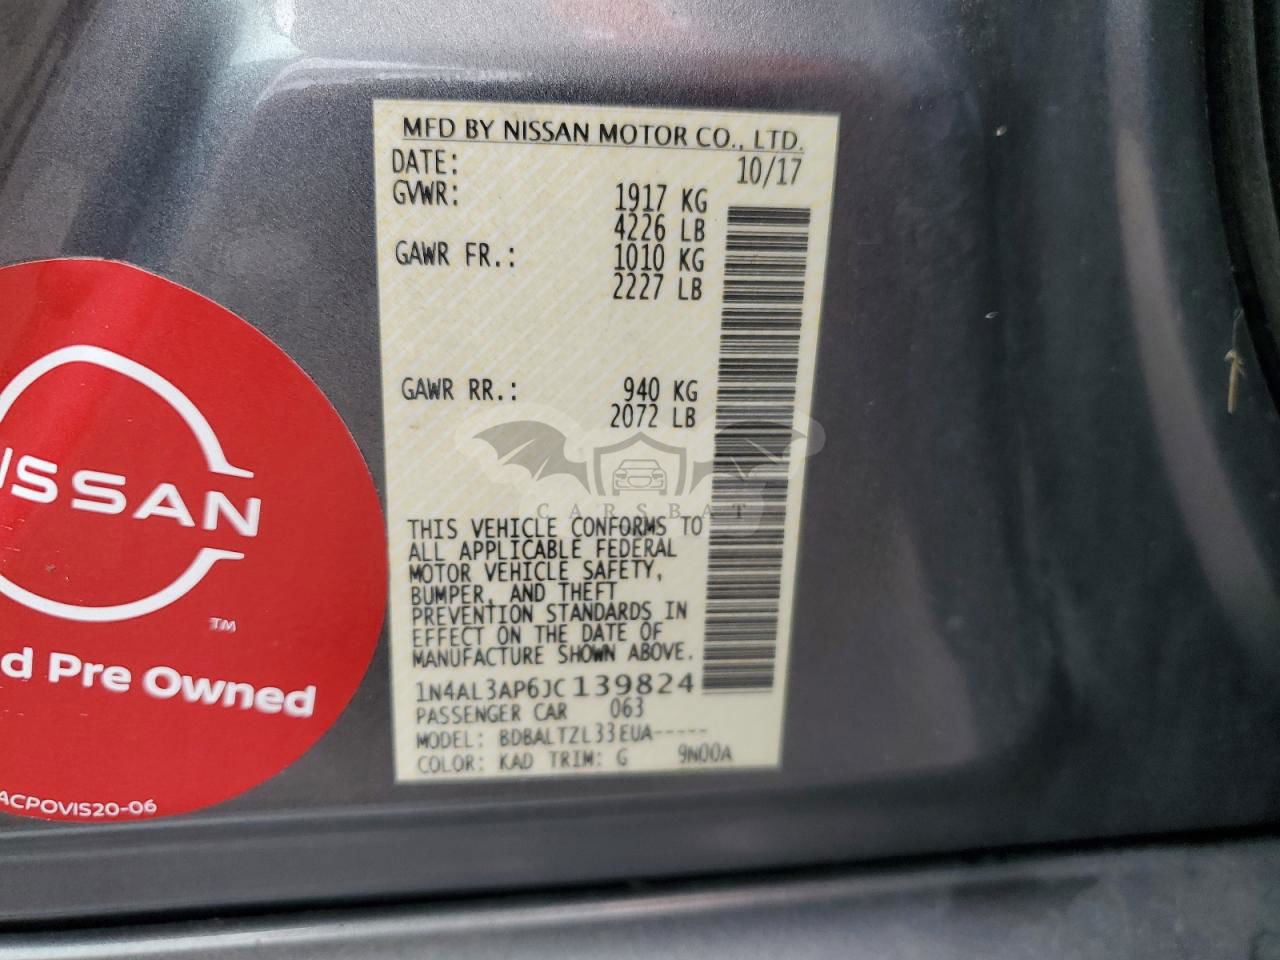 MFD BY NISSAN MOTOR CO., LTD.
DATE: 10/17
GVWR: 1917 KG
4226 LB
GAWR FR.: 1010 KG
2227 LB
GAWR RR.: 940 KG
2072 LB
CARSBAT
THIS VEHICLE CONFORMS TO
ALL APPLICABLE FEDERAL
MOTOR VEHICLE SAFETY,
BUMPER, AND THEFT
PREVENTION STANDARDS IN
EFFECT ON THE DATE OF
MANUFACTURE SHOWN ABOVE.
1N4AL3AP6JC139824
PASSENGER CAR 063
MODEL: BDBALTZL33EUA-----
COLOR: KAD TRIM: G 9N00A
NISSAN
TM
d Pre Owned
ACPOVIS20-06